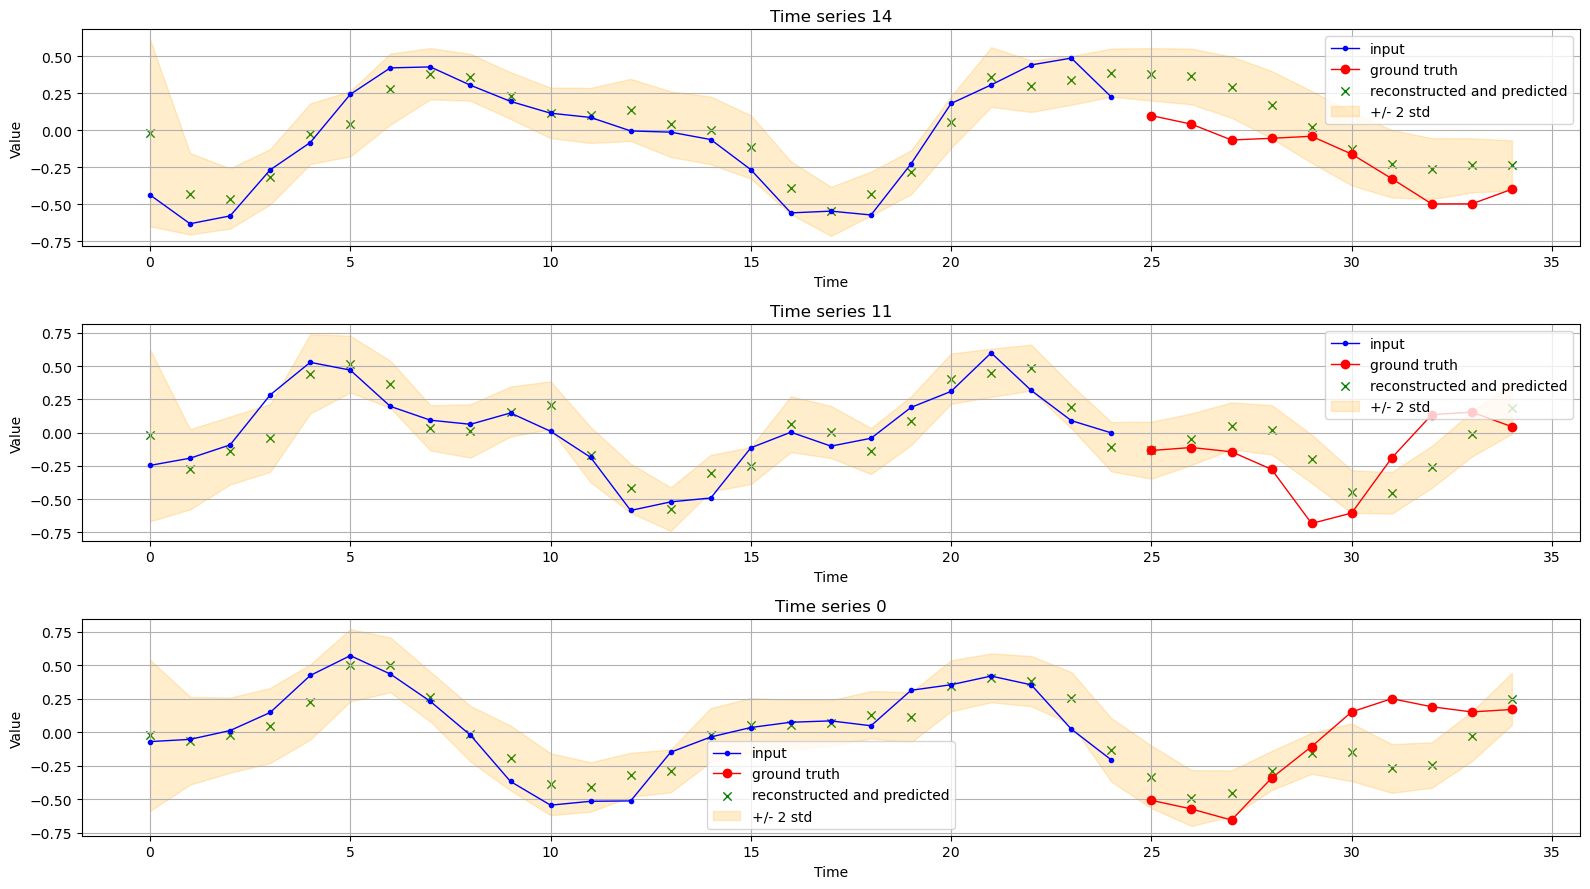 Time series 14
Value
0.50
0.25
0.00
−0.25
−0.50
−0.75
input
ground truth
reconstructed and predicted
+/- 2 std
0 5 10 15 20 25 30 35
Time
Time series 11
Value
0.75
0.50
0.25
0.00
−0.25
−0.50
−0.75
input
ground truth
reconstructed and predicted
+/- 2 std
0 5 10 15 20 25 30 35
Time
Time series 0
Value
0.75
0.50
0.25
0.00
−0.25
−0.50
−0.75
input
ground truth
reconstructed and predicted
+/- 2 std
0 5 10 15 20 25 30 35
Time